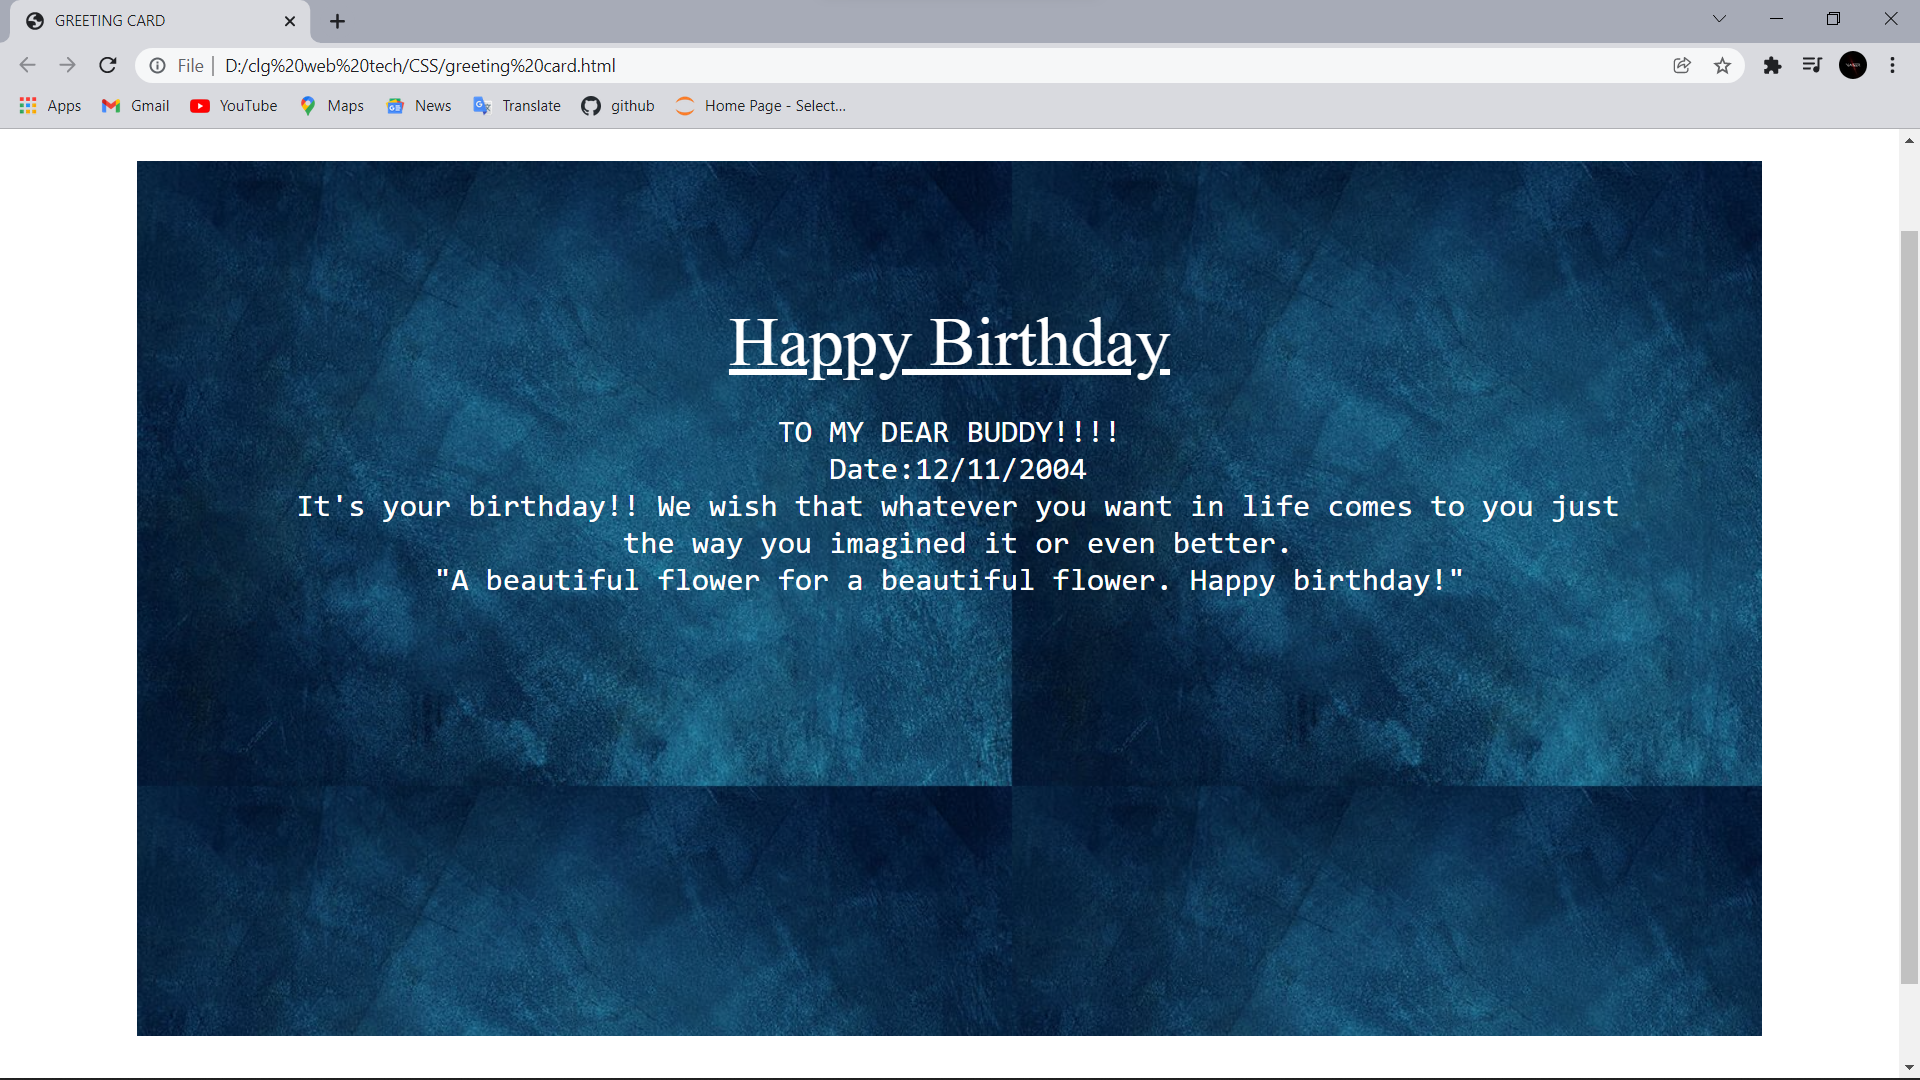 GREETING CARD
File | D:/clg%20web%20tech/CSS/greeting%20card.html
Apps Gmail YouTube Maps News Translate github Home Page - Select...
Happy Birthday
TO MY DEAR BUDDY!!!!
Date:12/11/2004
It's your birthday!! We wish that whatever you want in life comes to you just
the way you imagined it or even better.
"A beautiful flower for a beautiful flower. Happy birthday!"